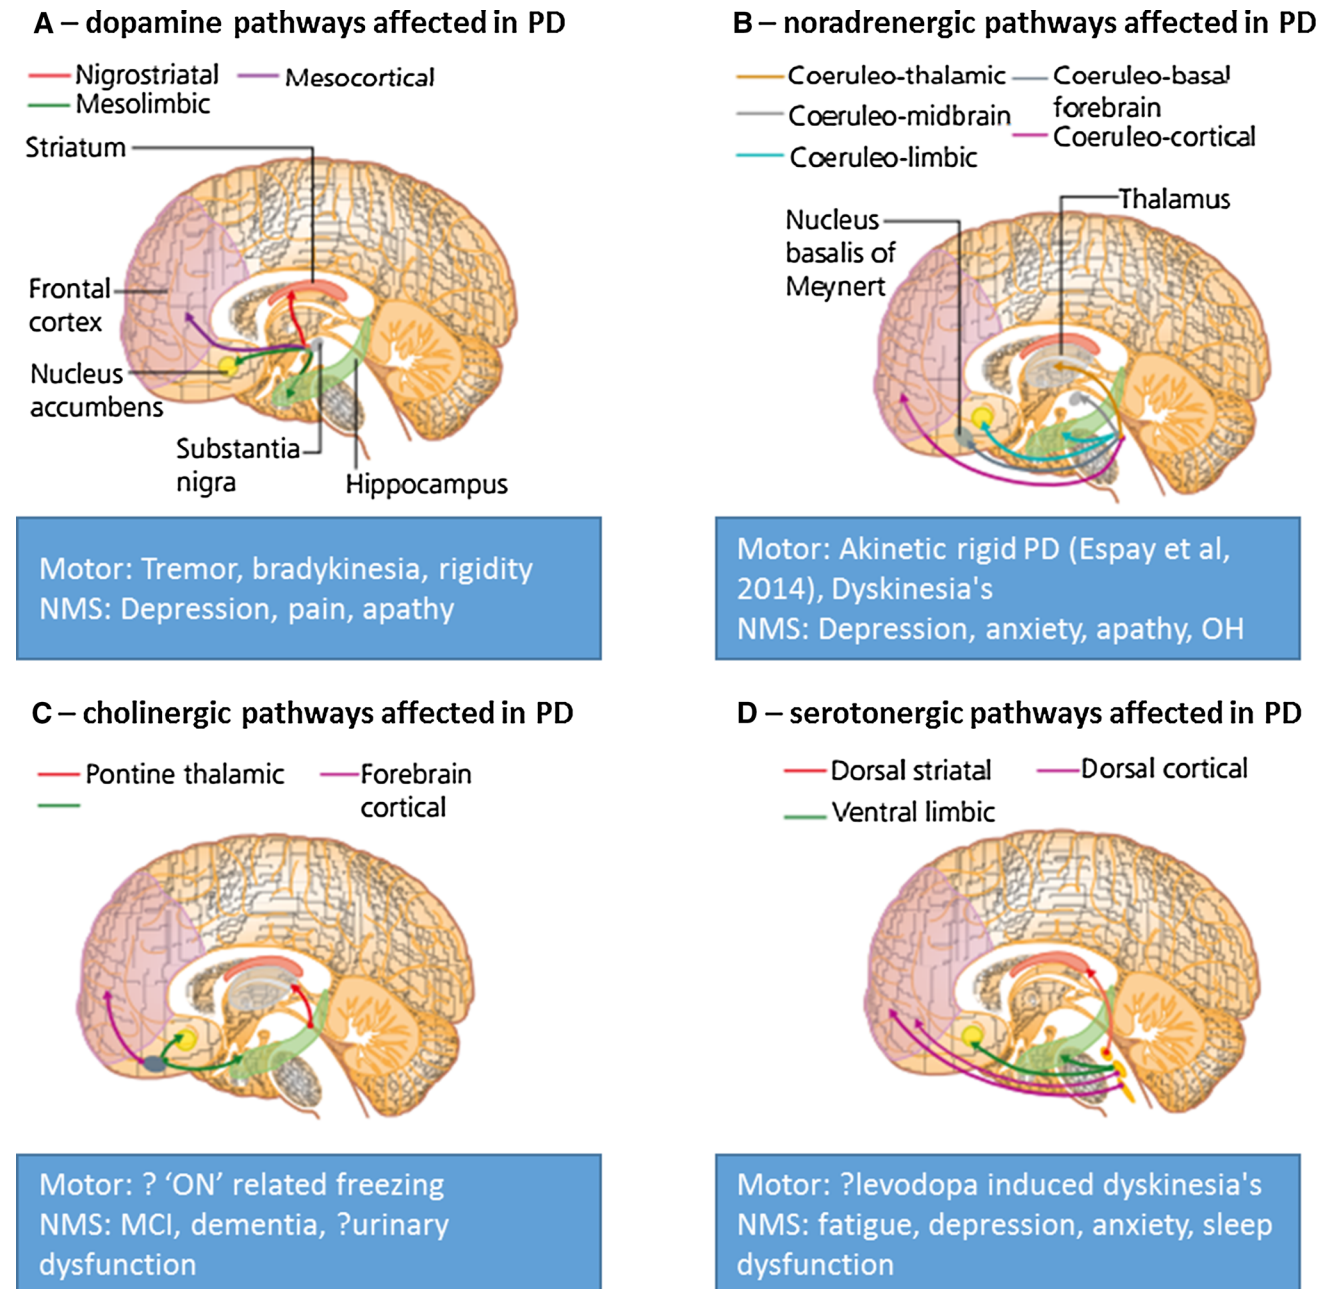 A – dopamine pathways affected in PD
Nigrostriatal
Mesocortical
Mesolimbic
Striatum
Frontal
cortex
Nucleus
accumbens
Substantia
nigra
Hippocampus
Motor: Tremor, bradykinesia, rigidity
NMS: Depression, pain, apathy
B – noradrenergic pathways affected in PD
Coeruleo-thalamic
Coeruleo-midbrain
Coeruleo-limbic
Coeruleo-basal
forebrain
Coeruleo-cortical
Thalamus
Nucleus
basalis of
Meynert
Motor: Akinetic rigid PD (Espay et al,
2014), Dyskinesia's
NMS: Depression, anxiety, apathy, OH
C – cholinergic pathways affected in PD
Pontine thalamic
Forebrain
cortical
Motor: ? ‘ON’ related freezing
NMS: MCI, dementia, ?urinary
dysfunction
D – serotonergic pathways affected in PD
Dorsal striatal
Dorsal cortical
Ventral limbic
Motor: ?levodopa induced dyskinesia's
NMS: fatigue, depression, anxiety, sleep
dysfunction